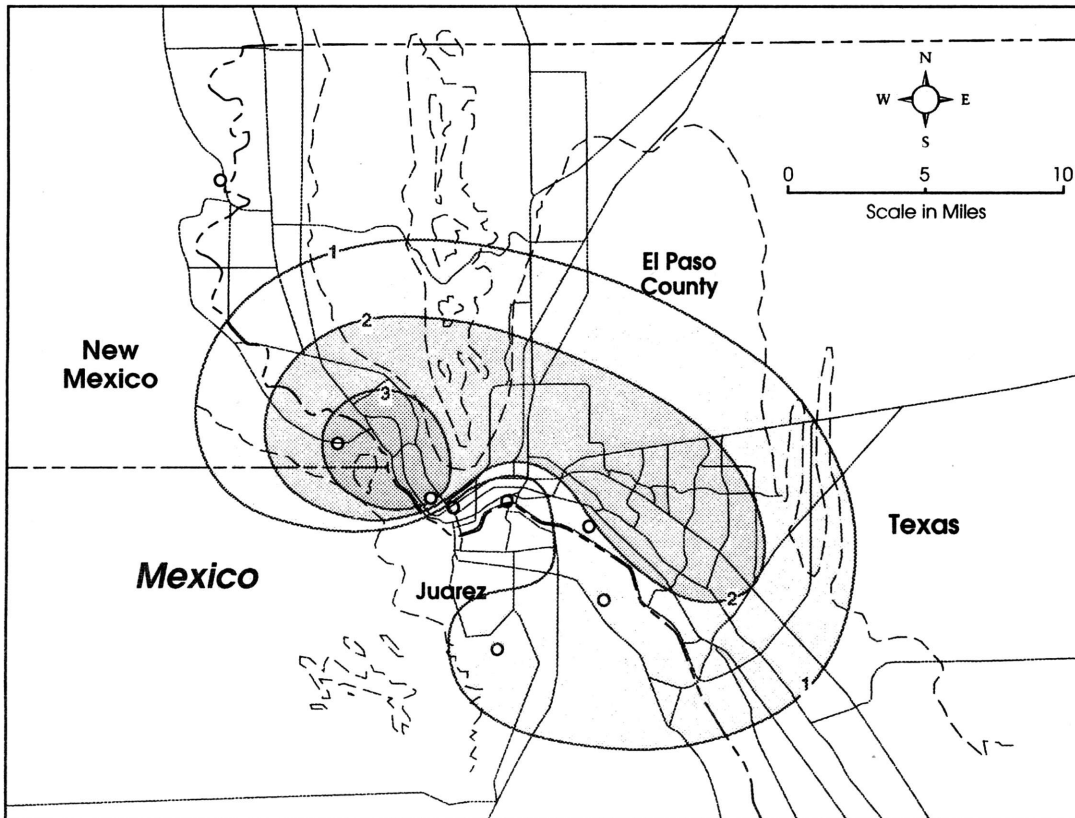 N
W E
S
0 5 10
Scale in Miles
1
El Paso
County
2
New
Mexico
3
Texas
Mexico
Juarez
2
1